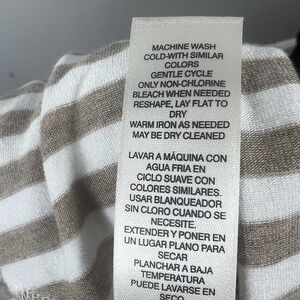 MACHINE WASH
COLD-WITH SIMILAR
COLORS
GENTLE CYCLE
ONLY NON-CHLORINE
BLEACH WHEN NEEDED
RESHAPE, LAY FLAT TO
DRY
WARM IRON AS NEEDED
MAY BE DRY CLEANED
LAVAR A MÁQUINA CON
AGUA FRIA EN
CICLO SUAVE CON
COLORES SIMILARES.
USAR BLANQUEADOR
SIN CLORO CUANDO SE
NECESITE.
EXTENDER Y PONER EN
UN LUGAR PLANO PARA
SECAR
PLANCHAR A BAJA
TEMPERATURA
PUEDE LAVARSE EN
SECO